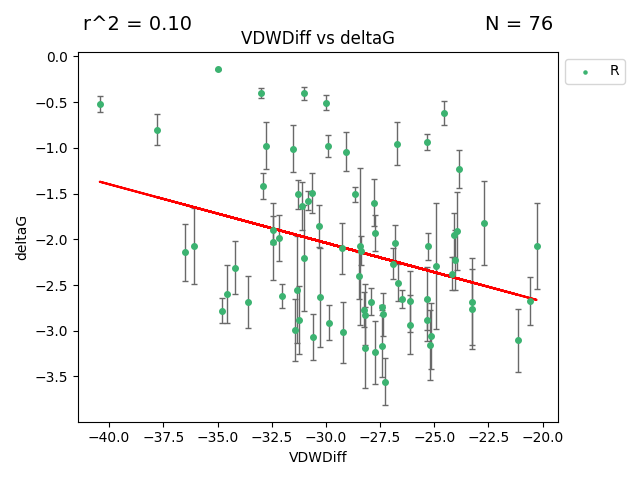 r^2 = 0.10
N = 76
VDWDiff vs deltaG
R
0.0
−0.5
−1.0
−1.5
−2.0
−2.5
−3.0
−3.5
deltaG
−40.0 −37.5 −35.0 −32.5 −30.0 −27.5 −25.0 −22.5 −20.0
VDWDiff